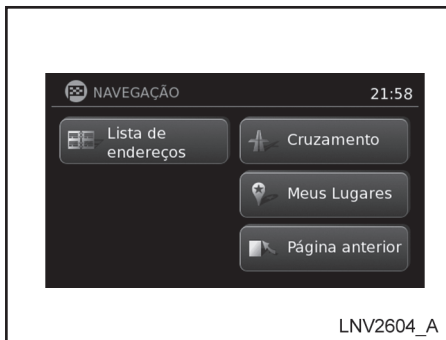 NAVEGAÇÃO 21:58
Lista de
endereços
Cruzamento
Meus Lugares
Página anterior
LNV2604_A